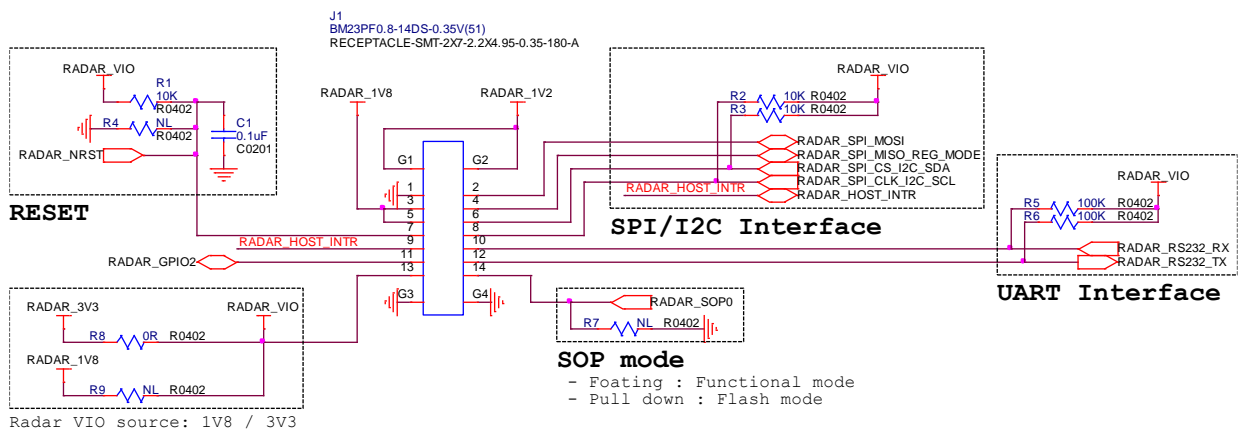 J1
BM23PF0.8-14DS-0.35V(51)
RECEPTACLE-SMT-2X7-2.2X4.95-0.35-180-A
RADAR_VIO
R1
10K
R0402
R4 NL
R0402
C1
0.1uF
C0201
RADAR_NRST
RESET
RADAR_1V8
RADAR_1V2
G1 G2
1 2
3 4
5 6
7 8
9 10
11 12
13 14
G3 G4
RADAR_HOST_INTR
RADAR_GPIO2
RADAR_VIO
R2 10K R0402
R3 10K R0402
RADAR_SPI_MOSI
RADAR_SPI_MISO_REG_MODE
RADAR_SPI_CS_I2C_SDA
RADAR_SPI_CLK_I2C_SCL
RADAR_HOST_INTR RADAR_HOST_INTR
SPI/I2C Interface
RADAR_VIO
R5 100K R0402
R6 100K R0402
RADAR_RS232_RX
RADAR_RS232_TX
UART Interface
RADAR_3V3 RADAR_VIO
R8 0R R0402
RADAR_1V8
R9 NL R0402
Radar VIO source: 1V8 / 3V3
RADAR_SOP0
R7 NL R0402
SOP mode
- Foating : Functional mode
- Pull down : Flash mode